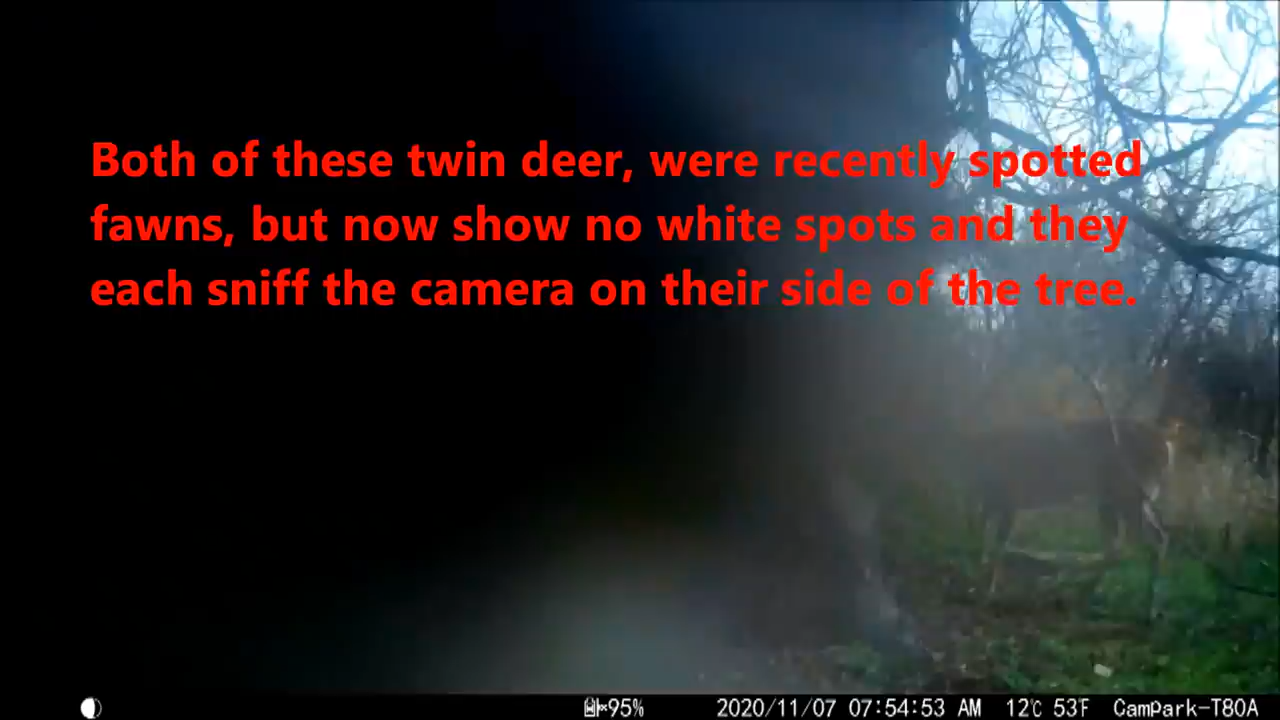 Both of these twin deer, were recently spotted
fawns, but now show no white spots and they
each sniff the camera on their side of the tree.
95% 2020/11/07 07:54:53 AM 12℃ 53℉ CamPark-T80A